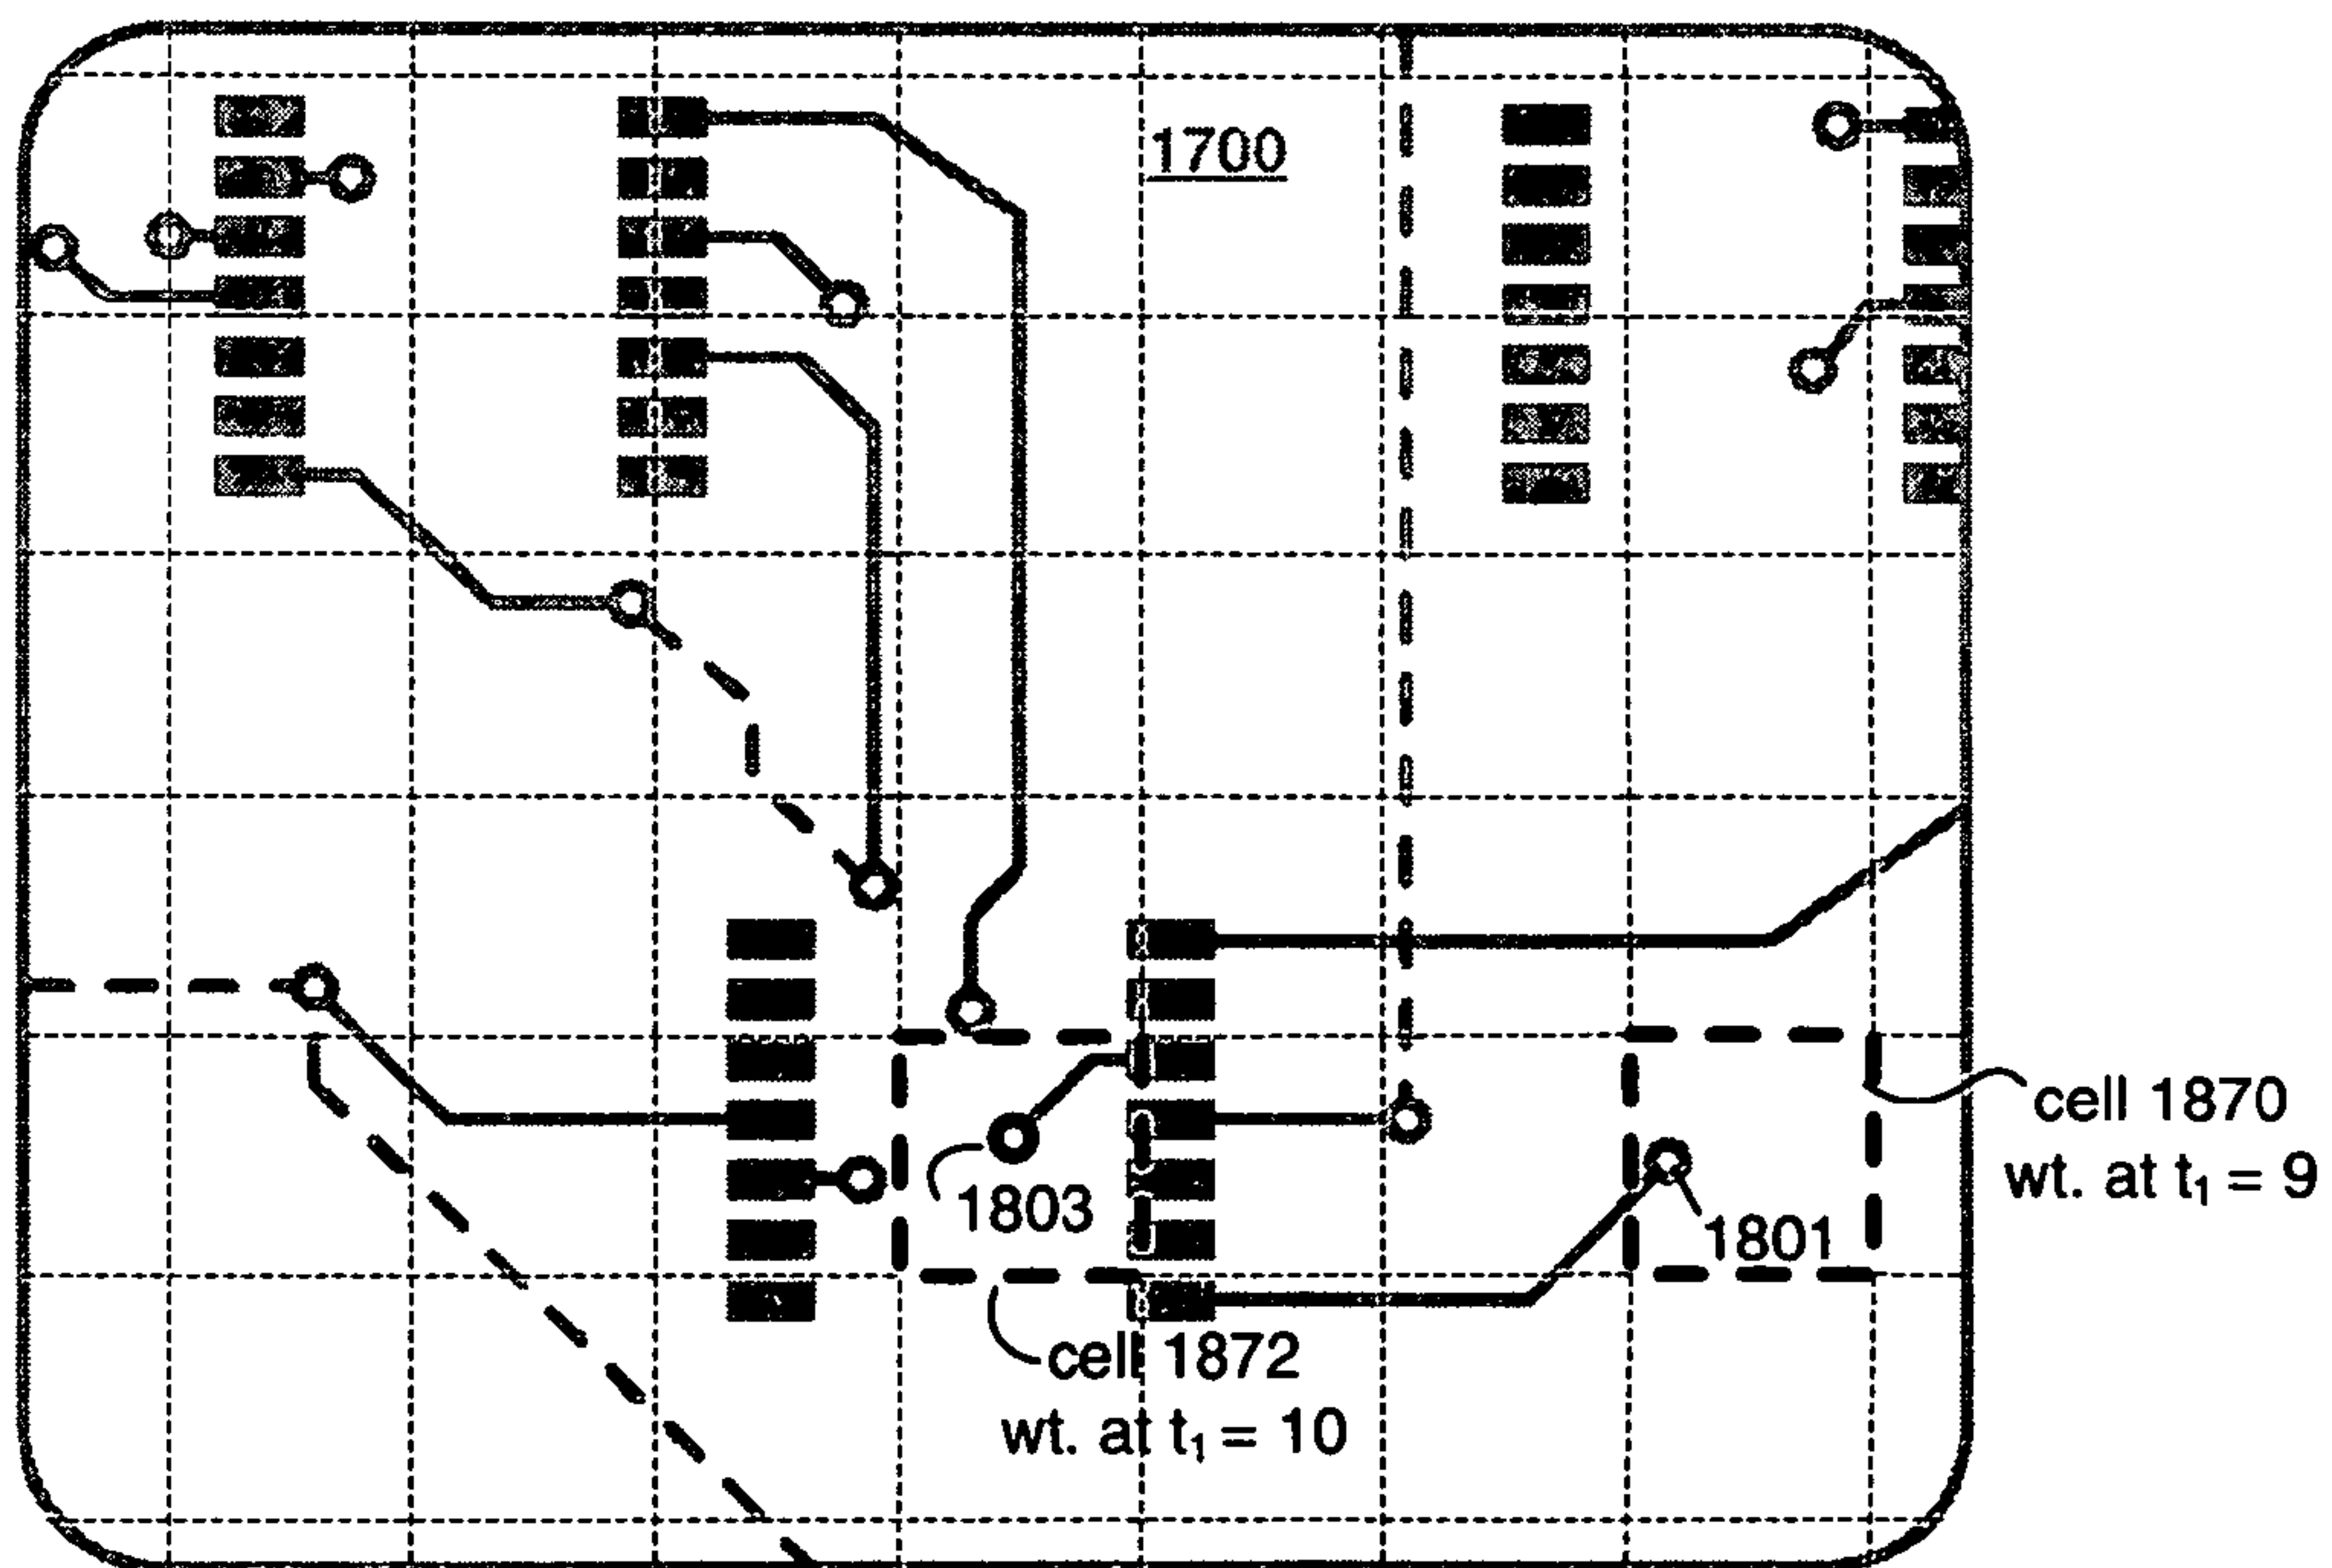 1700
cell 1870
wt. at t₁ = 9
1803
1801
cell 1872
wt. at t₁ = 10